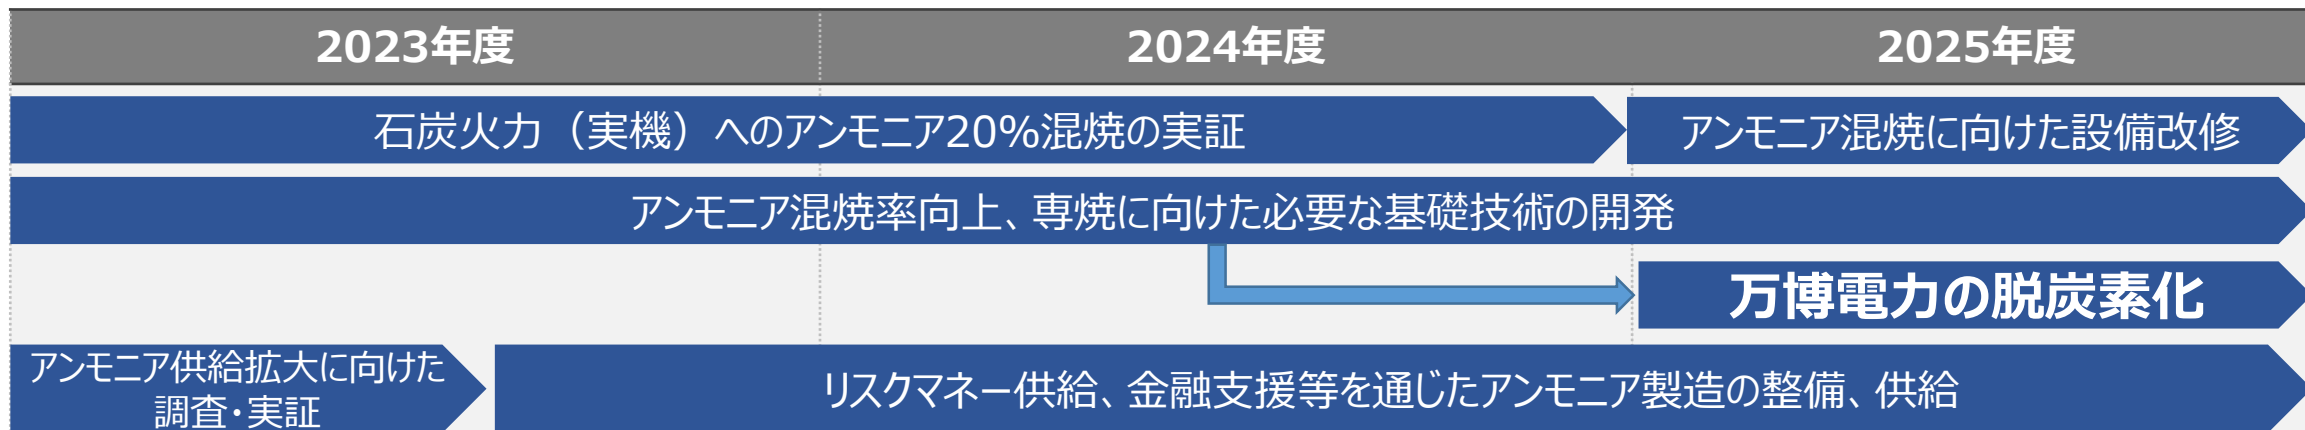 2023年度
2024年度
2025年度
石炭火力（実機）へのアンモニア20%混焼の実証
アンモニア混焼に向けた設備改修
アンモニア混焼率向上、専焼に向けた必要な基礎技術の開発
万博電力の脱炭素化
アンモニア供給拡大に向けた
調査・実証
リスクマネー供給、金融支援等を通じたアンモニア製造の整備、供給